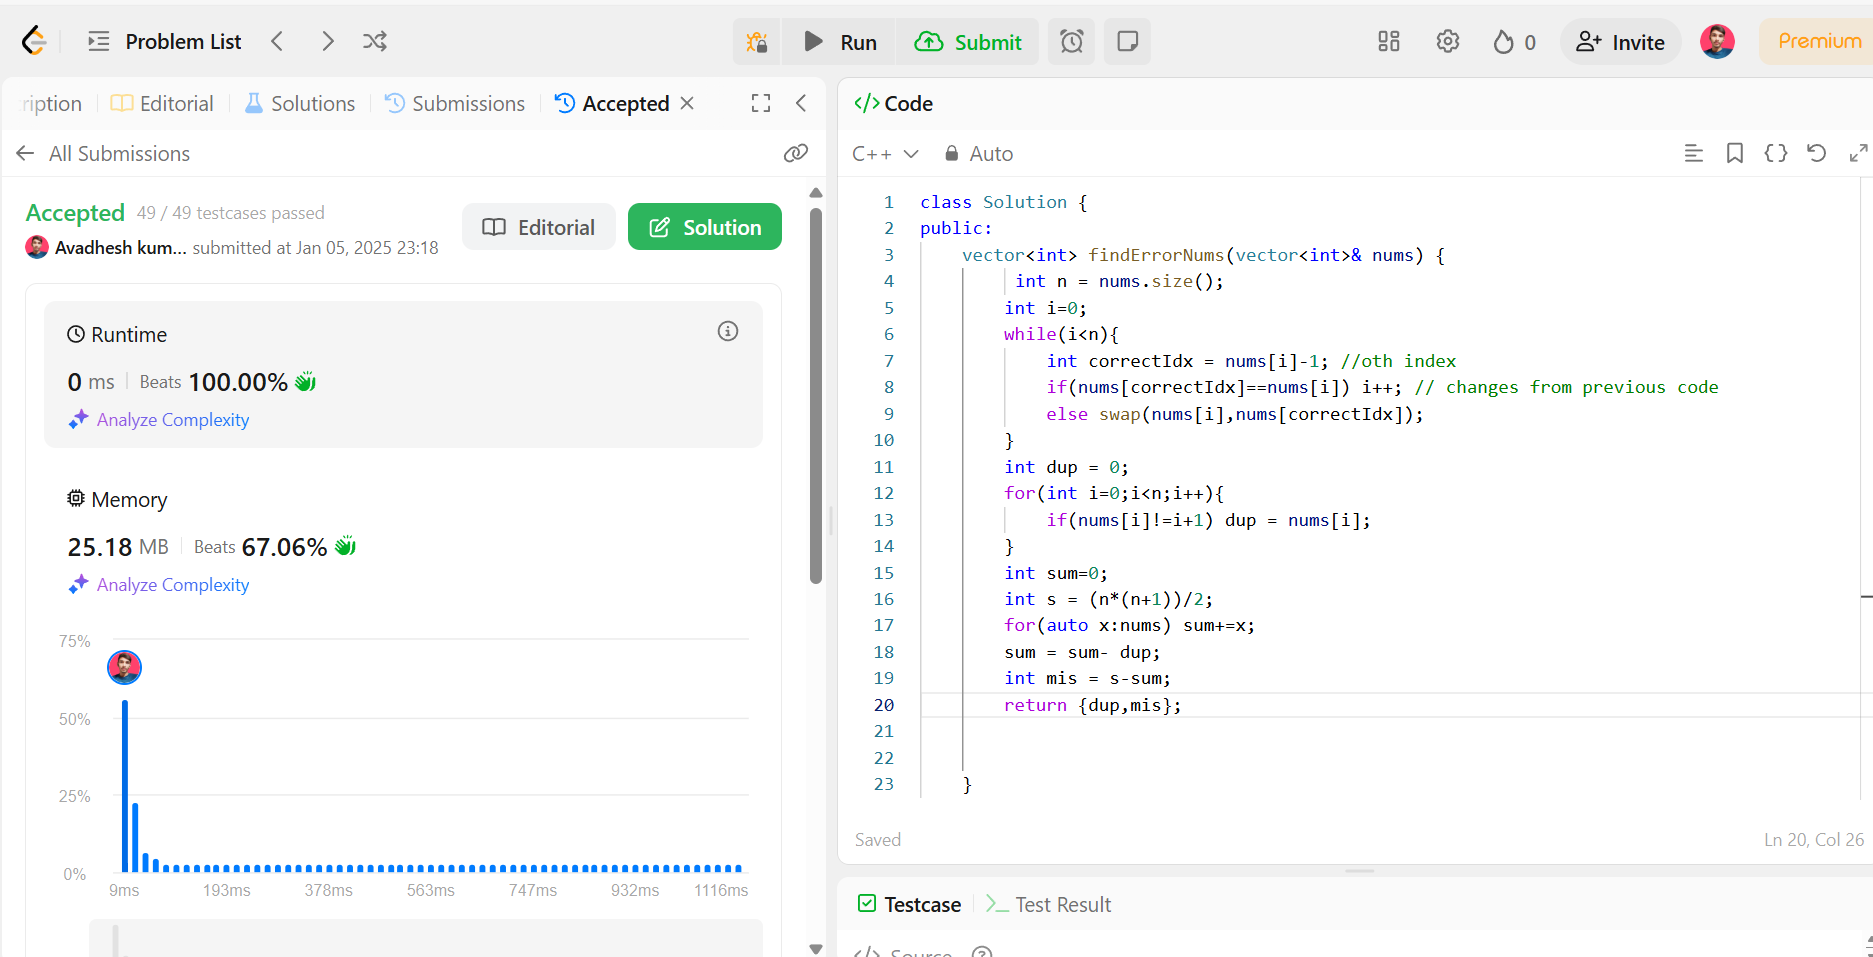 Problem List
Run
Submit
0
Invite
Premium
ription
Editorial
Solutions
Submissions
Accepted
All Submissions
Accepted 49 / 49 testcases passed
Avadhesh kum... submitted at Jan 05, 2025 23:18
Editorial
Solution
Runtime
0 ms Beats 100.00%
Analyze Complexity
Memory
25.18 MB Beats 67.06%
Analyze Complexity
75%
50%
25%
0%
9ms 193ms 378ms 563ms 747ms 932ms 1116ms
</> Code
C++ Auto
1 class Solution {
2 public:
3 vector<int> findErrorNums(vector<int>& nums) {
4 int n = nums.size();
5 int i=0;
6 while(i<n){
7 int correctIdx = nums[i]-1; //oth index
8 if(nums[correctIdx]==nums[i]) i++; // changes from previous code
9 else swap(nums[i],nums[correctIdx]);
10 }
11 int dup = 0;
12 for(int i=0;i<n;i++){
13 if(nums[i]!=i+1) dup = nums[i];
14 }
15 int sum=0;
16 int s = (n*(n+1))/2;
17 for(auto x:nums) sum+=x;
18 sum = sum- dup;
19 int mis = s-sum;
20 return {dup,mis};
21
22
23 }
Saved
Ln 20, Col 26
Testcase
Test Result
</> Source